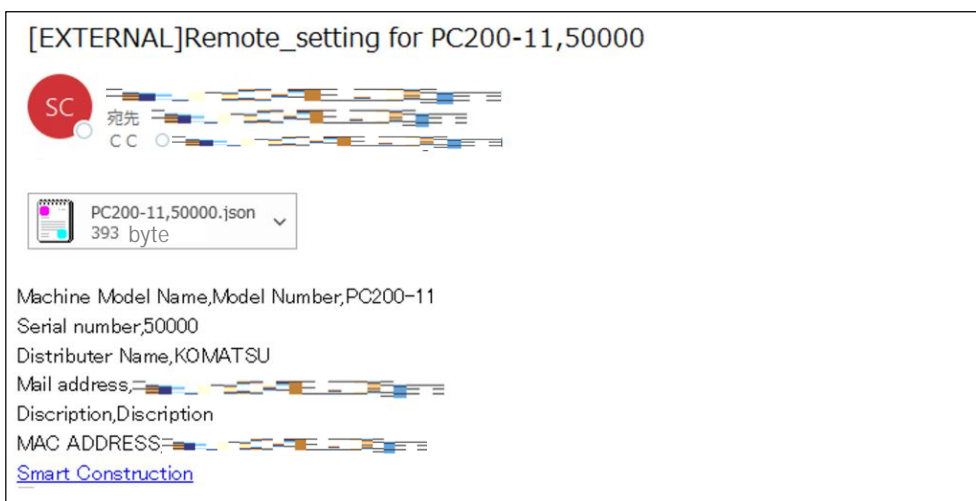 [EXTERNAL]Remote_setting for PC200-11,50000
SC
宛先
CC
PC200-11,50000.json
393 byte
Machine Model Name,Model Number,PC200-11
Serial number,50000
Distributer Name,KOMATSU
Mail address,
Discription,Discription
MAC ADDRESS,
Smart Construction